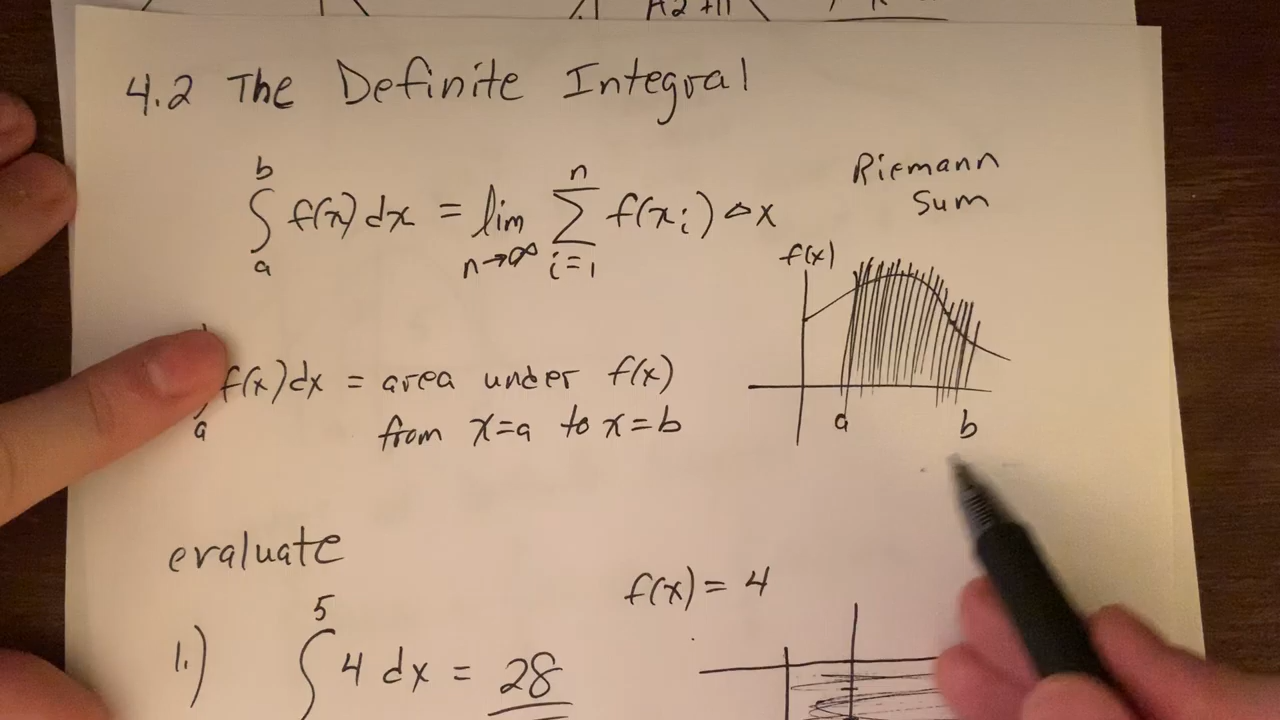 4.2 The Definite Integral
b
∫ f(x) dx = lim Σ f(xᵢ) △x
a
n
n→∞ i=1
Riemann
Sum
f(x)
a b
f(x)dx = area under f(x)
a
from x=a to x=b
evaluate
f(x) = 4
5
1.) ∫ 4 dx = 28